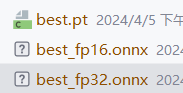 best.pt 2024/4/5 下午
best_fp16.onnx 2024
best_fp32.onnx 2024